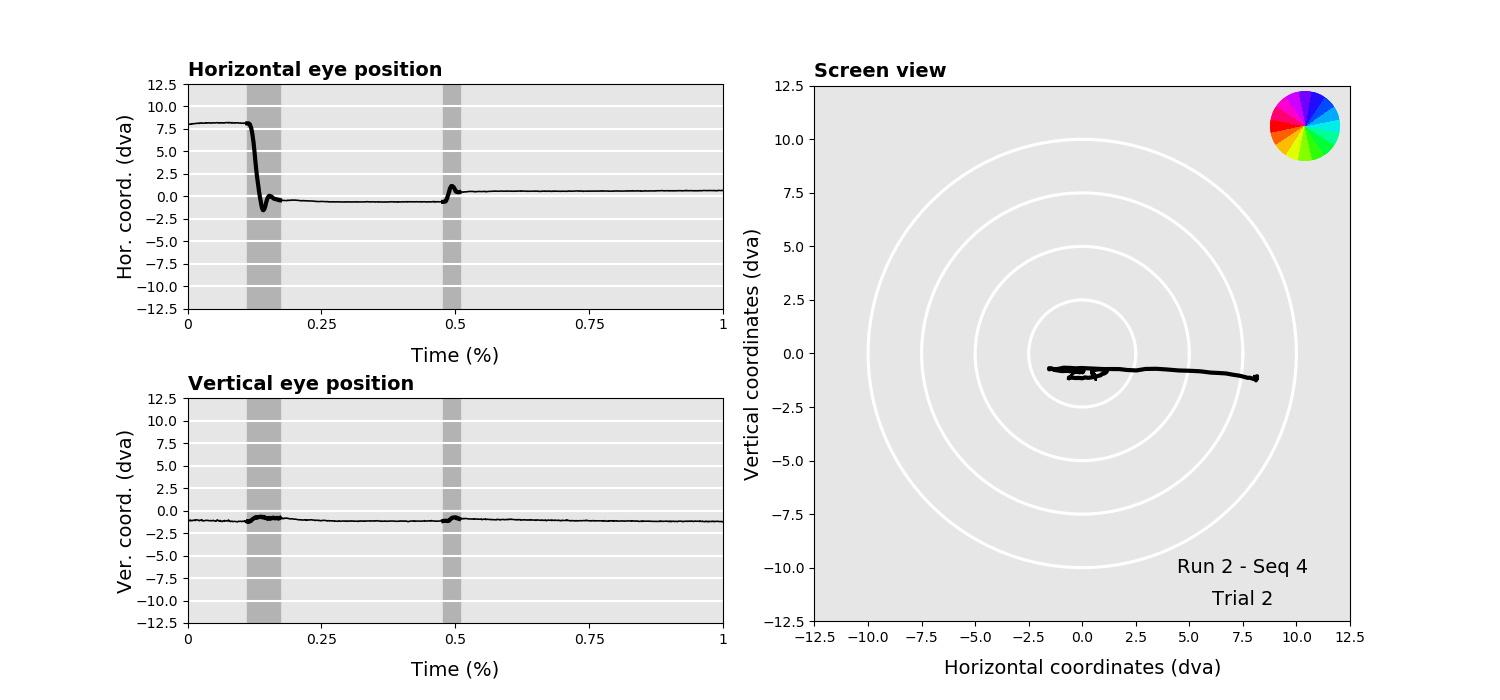 Horizontal eye position
12.5
10.0
7.5
5.0
2.5
0.0
−2.5
−5.0
−7.5
−10.0
−12.5
Hor. coord. (dva)
0 0.25 0.5 0.75 1
Time (%)
Vertical eye position
12.5
10.0
7.5
5.0
2.5
0.0
−2.5
−5.0
−7.5
−10.0
−12.5
Ver. coord. (dva)
0 0.25 0.5 0.75 1
Time (%)
Screen view
12.5
10.0
7.5
5.0
2.5
0.0
−2.5
−5.0
−7.5
−10.0
−12.5
Vertical coordinates (dva)
Run 2 - Seq 4
Trial 2
−12.5 −10.0 −7.5 −5.0 −2.5 0.0 2.5 5.0 7.5 10.0 12.5
Horizontal coordinates (dva)